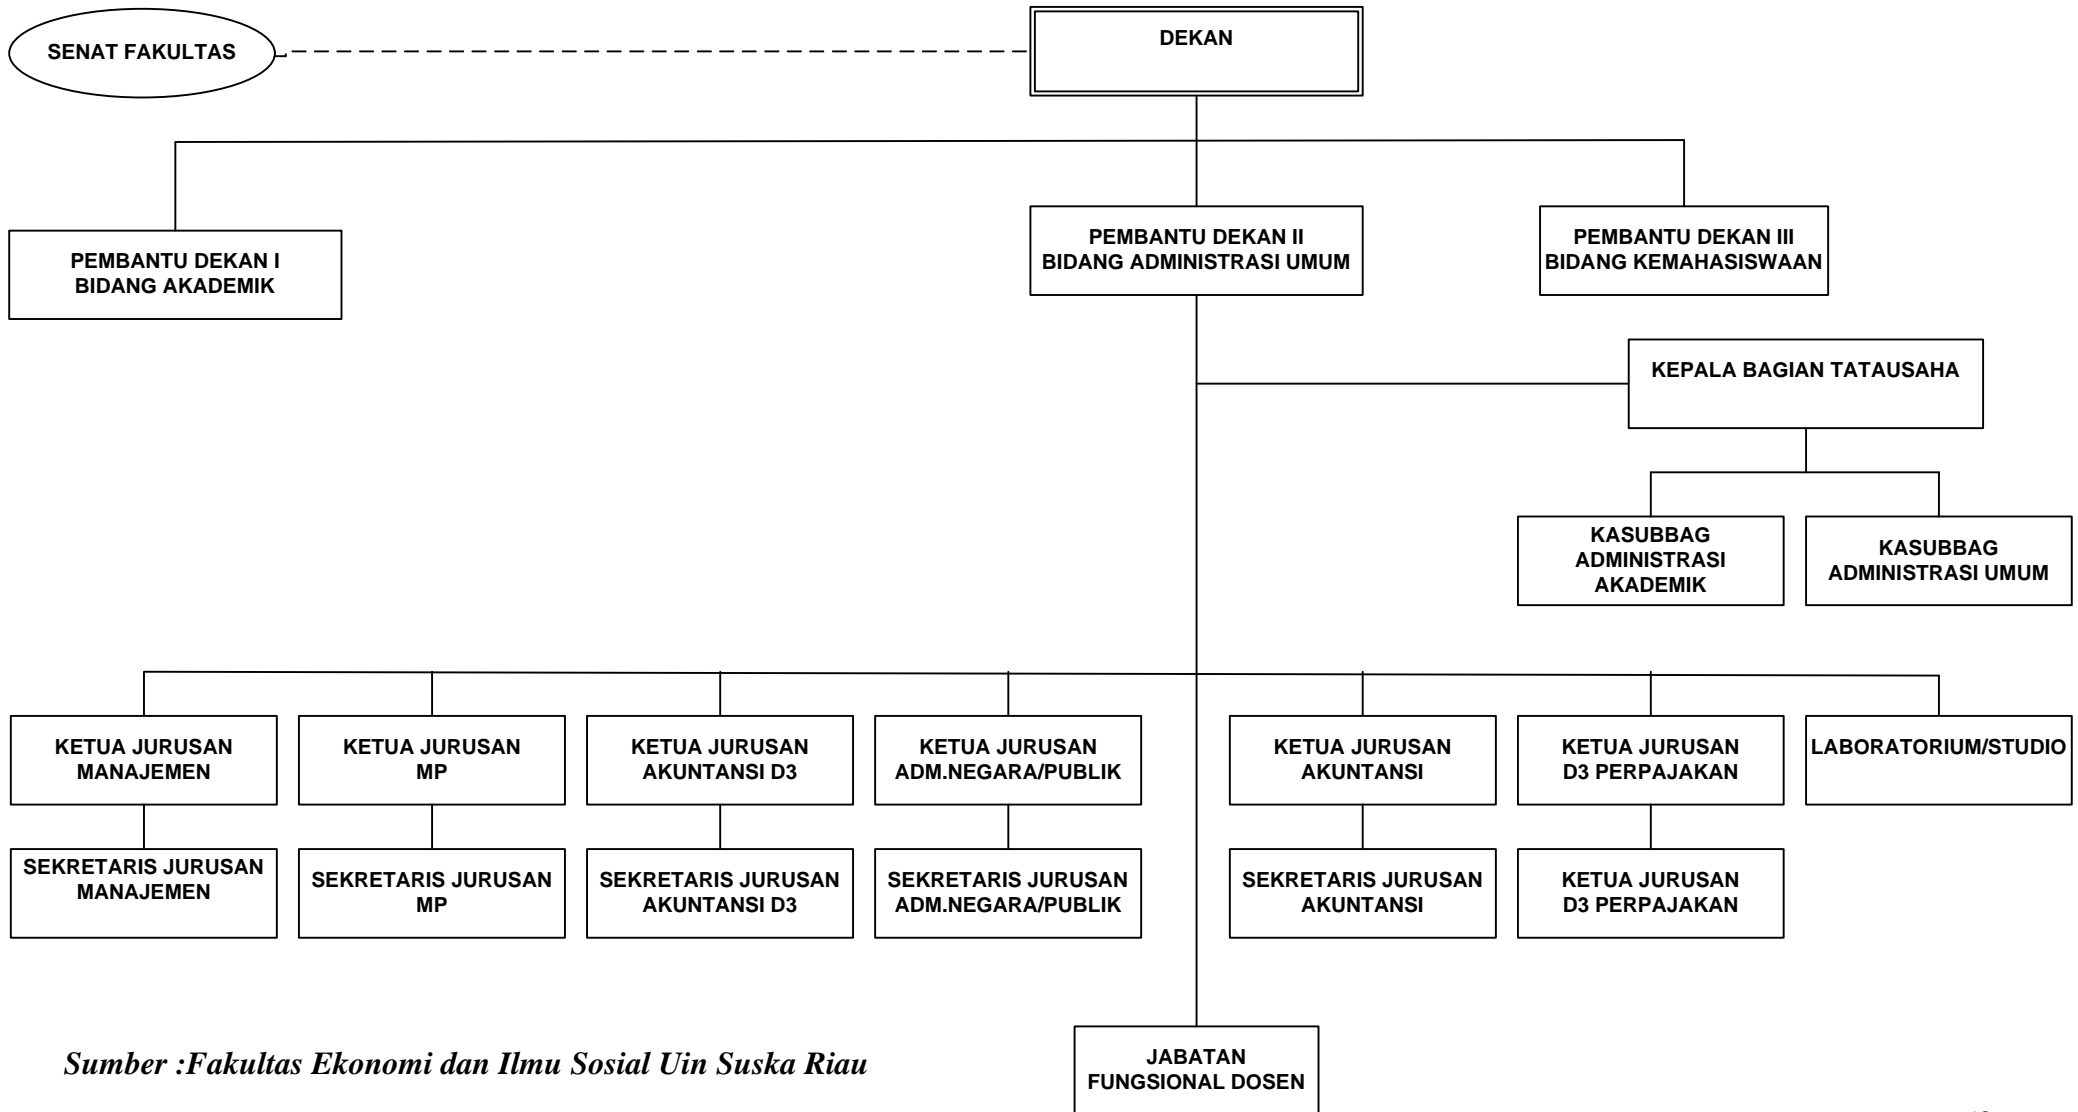 SENAT FAKULTAS
DEKAN
PEMBANTU DEKAN I
BIDANG AKADEMIK
PEMBANTU DEKAN II
BIDANG ADMINISTRASI UMUM
PEMBANTU DEKAN III
BIDANG KEMAHASISWAAN
KEPALA BAGIAN TATAUSAHA
KASUBBAG
ADMINISTRASI
AKADEMIK
KASUBBAG
ADMINISTRASI UMUM
KETUA JURUSAN
MANAJEMEN
KETUA JURUSAN
MP
KETUA JURUSAN
AKUNTANSI D3
KETUA JURUSAN
ADM.NEGARA/PUBLIK
KETUA JURUSAN
AKUNTANSI
KETUA JURUSAN
D3 PERPAJAKAN
LABORATORIUM/STUDIO
SEKRETARIS JURUSAN
MANAJEMEN
SEKRETARIS JURUSAN
MP
SEKRETARIS JURUSAN
AKUNTANSI D3
SEKRETARIS JURUSAN
ADM.NEGARA/PUBLIK
SEKRETARIS JURUSAN
AKUNTANSI
KETUA JURUSAN
D3 PERPAJAKAN
JABATAN
FUNGSIONAL DOSEN
Sumber :Fakultas Ekonomi dan Ilmu Sosial Uin Suska Riau